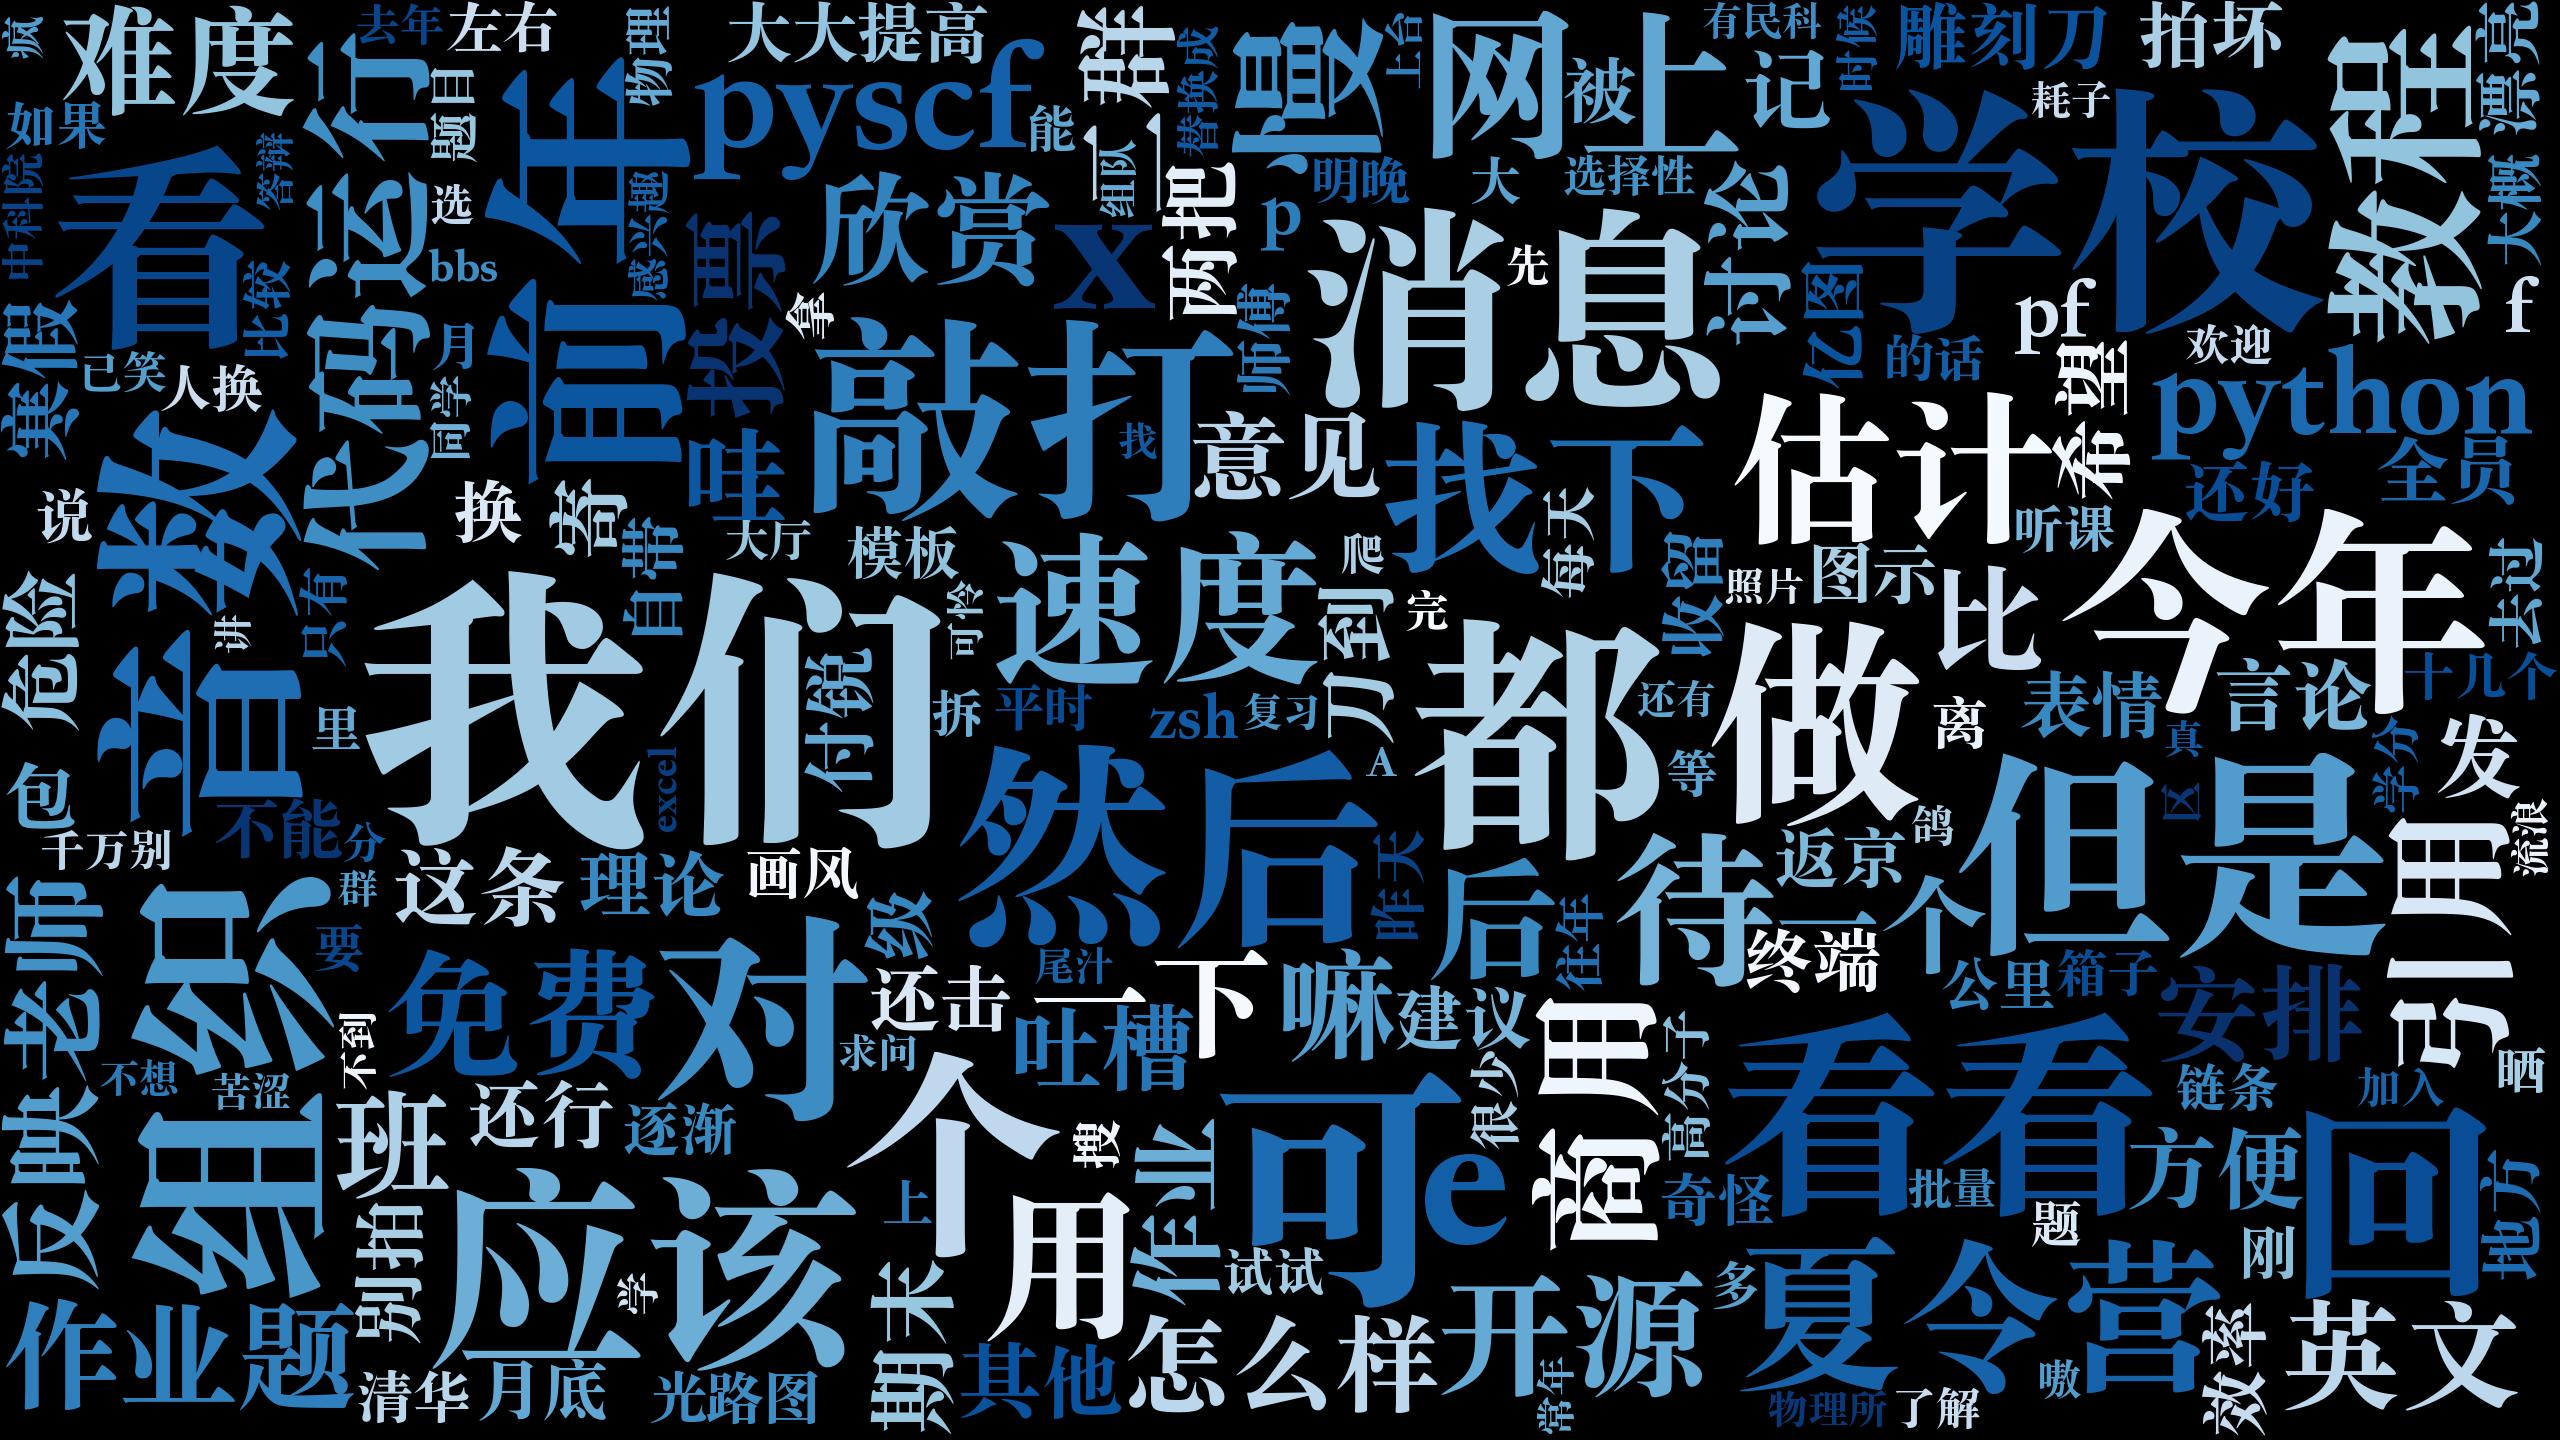 疯
难度
去年
左右
物理
大大提高
群
替换成
上台
慢
网上
有民科
时候
雕刻刀
拍坏
教程
漂亮
如果
运行
题目
年前
pyscf
能
二
组队
被
记
耗子
学校
中科院
看
答辩
选
感兴趣
欣赏
两把
p
明晚
大
选择性
讨论
大概
bbs
投票
x
消息
先
亿图
pf
f
寒假
比较
月
拿
师傅
的话
希望
欢迎
已笑
人换
代码
同学
敲打
找
意见
找下
估计
python
还好
全员
说
音数
换
寄
自带
哇
大厅
模板
速度
每天
收留
听课
今年
危险
讲
只有
我们
可怜
刀到
爬
完
照片
图示
比
去过
里
付锐
拆
平时
zsh
复习
都
还有
做
离
表情
言论
十几个
包
excel
然后
A
等
真
学分
发
千万别
不能
分
这条
理论
画风
昨天
待
返京
鸽
但是
区
引用
流浪
老师
组织
群
要
级
后
往年
终端
个
公里
箱子
安排
免费
对
还击
尾汁
一下
嘛
建议
商用
高分子
看看
晒
不想
苦涩
不到
求问
吐槽
很少
链条
加入
反映
班
还行
逐渐
个
搜
作业
可
e
奇怪
批量
方便
回
地方
别拍
应该
上
用
试试
题
刚
作业题
学
期末
怎么样
开源
多
夏令营
效率
英文
清华
月底
光路图
其他
常年
物理所
了解
嗷